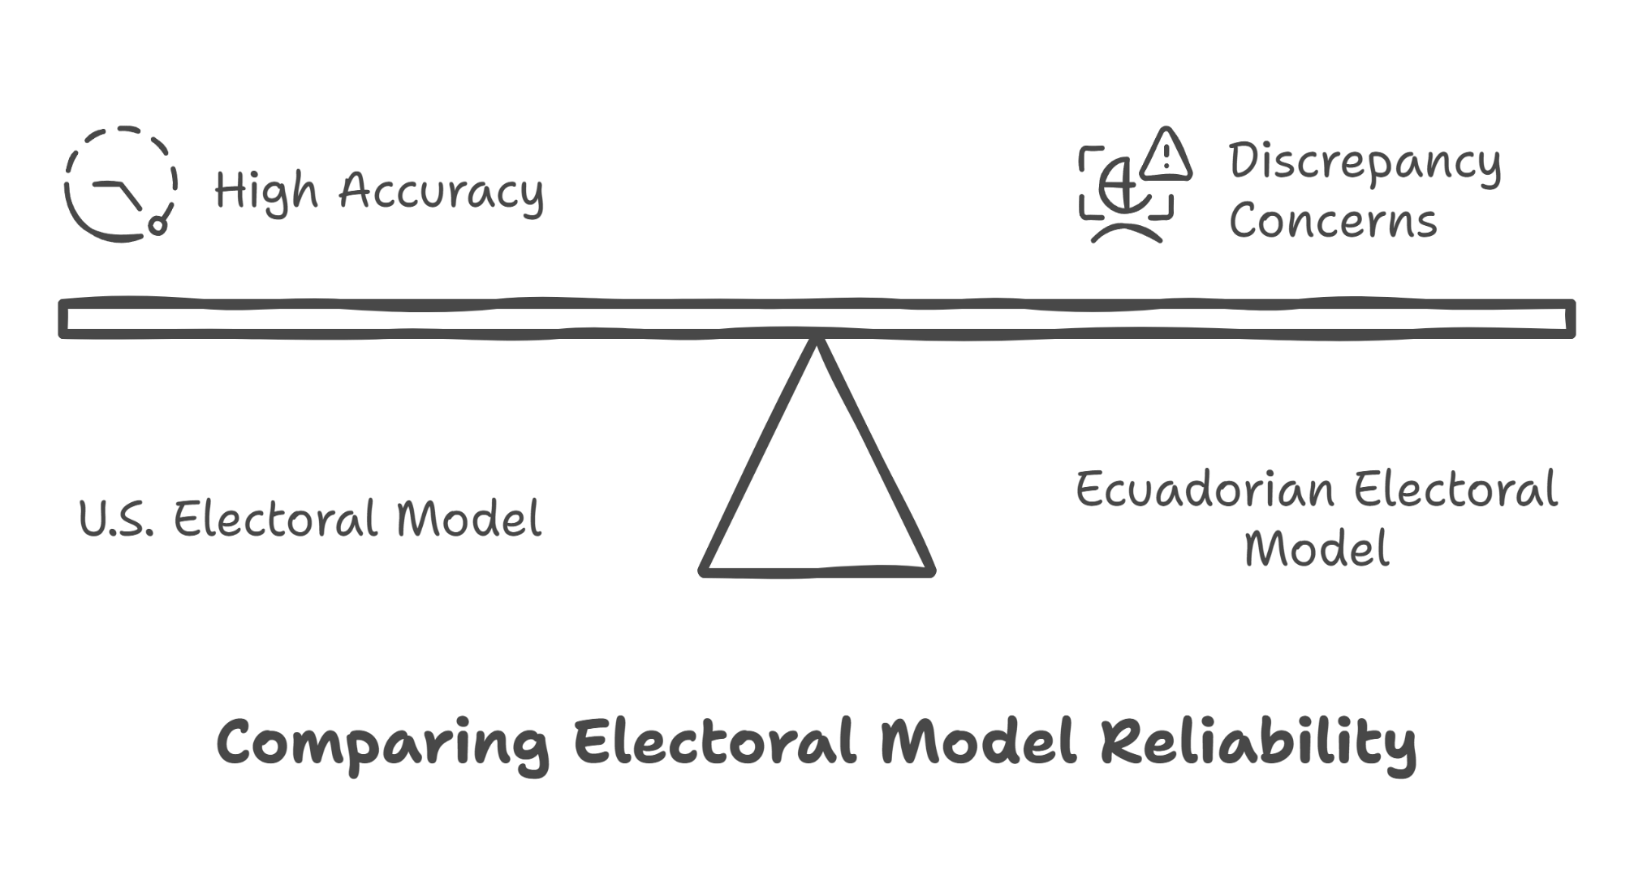 High Accuracy
Discrepancy
Concerns
U.S. Electoral Model
Ecuadorian Electoral
Model
Comparing Electoral Model Reliability